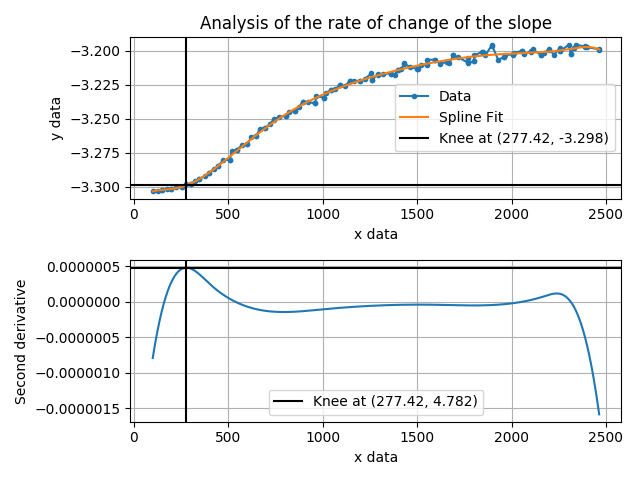 Analysis of the rate of change of the slope
−3.200
−3.225
−3.250
−3.275
−3.300
y data
Data
Spline Fit
Knee at (277.42, -3.298)
0
500
1000
1500
2000
2500
x data
0.0000005
0.0000000
−0.0000005
−0.0000010
−0.0000015
Second derivative
Knee at (277.42, 4.782)
0
500
1000
1500
2000
2500
x data